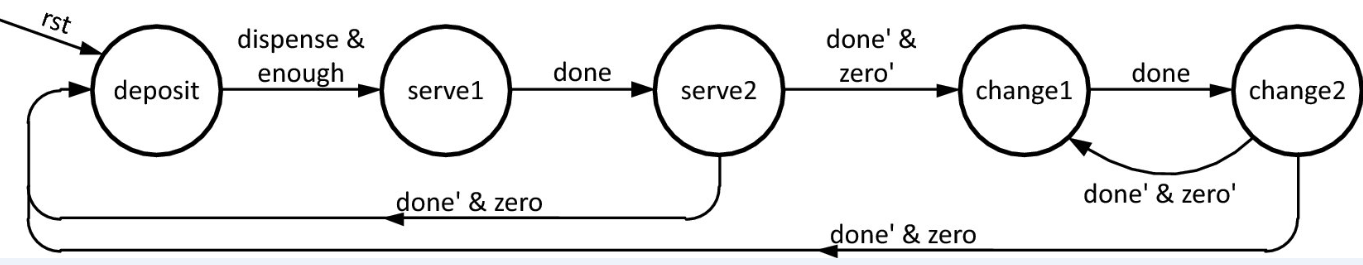 rst
deposit
dispense &
enough
serve1
done
serve2
done' &
zero'
change1
done
change2
done' & zero'
done' & zero
done' & zero